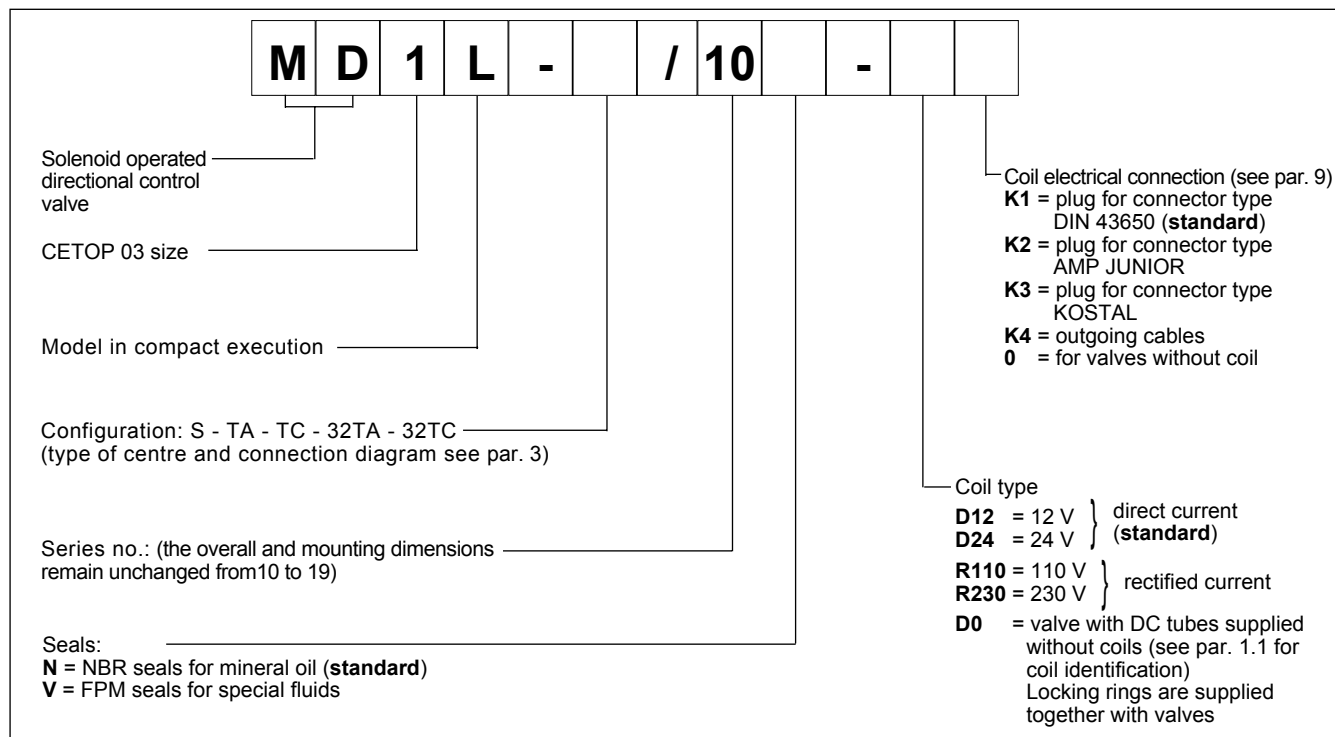 M D 1 L - / 10 -
Solenoid operated
directional control
valve
CETOP 03 size
Model in compact execution
Configuration: S - TA - TC - 32TA - 32TC
(type of centre and connection diagram see par. 3)
Series no.: (the overall and mounting dimensions
remain unchanged from10 to 19)
Seals:
N = NBR seals for mineral oil (standard)
V = FPM seals for special fluids
Coil electrical connection (see par. 9)
K1 = plug for connector type
DIN 43650 (standard)
K2 = plug for connector type
AMP JUNIOR
K3 = plug for connector type
KOSTAL
K4 = outgoing cables
0 = for valves without coil
Coil type
D12 = 12 V
D24 = 24 V
direct current
(standard)
R110 = 110 V
R230 = 230 V
rectified current
D0 = valve with DC tubes supplied
without coils (see par. 1.1 for
coil identification)
Locking rings are supplied
together with valves